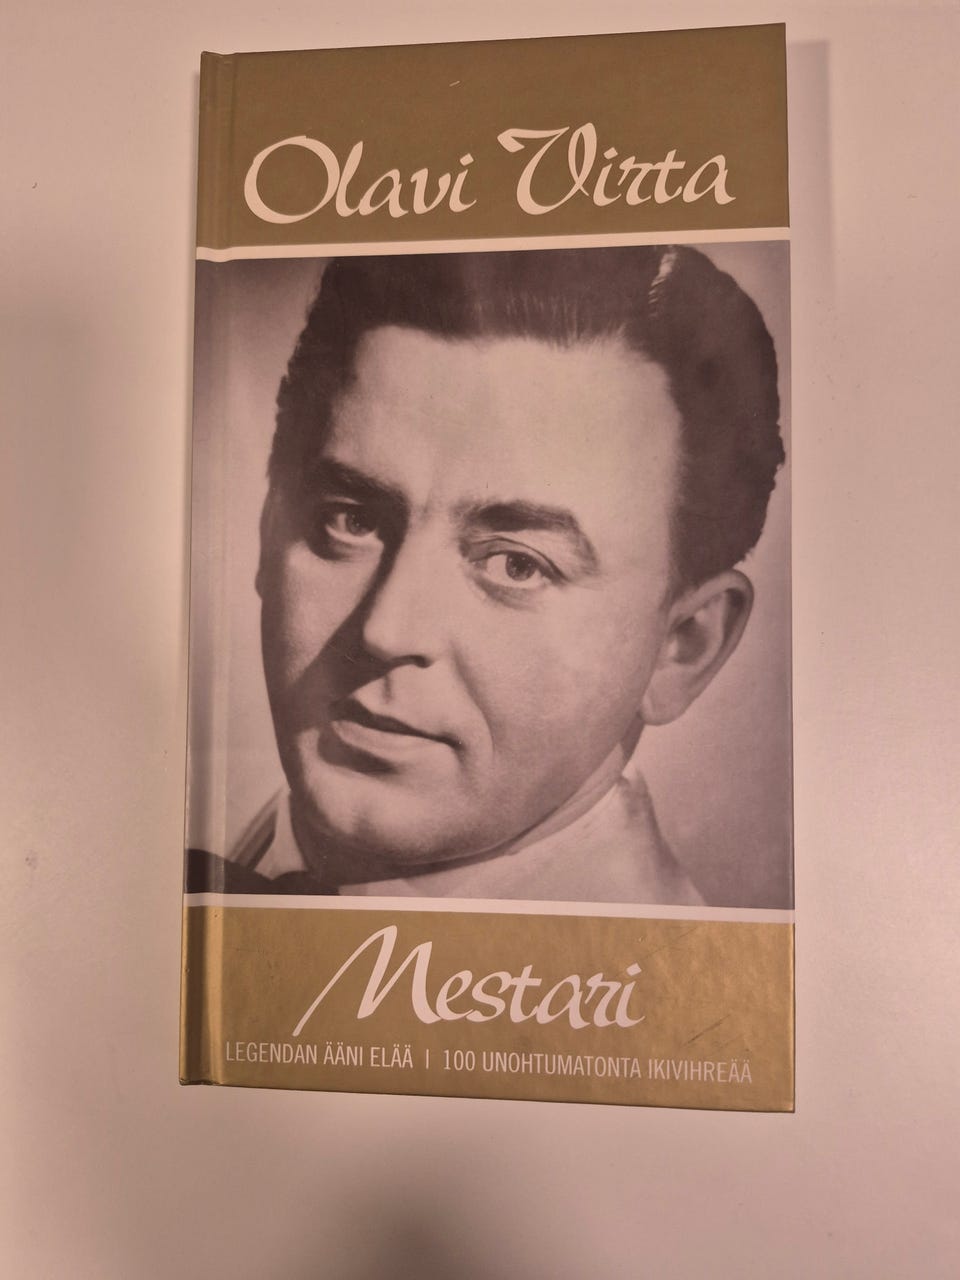 Olavi Virta
Mestari
LEGENDAN ÄÄNI ELÄÄ | 100 UNOHTUMATONTA IKIVIHREÄÄ